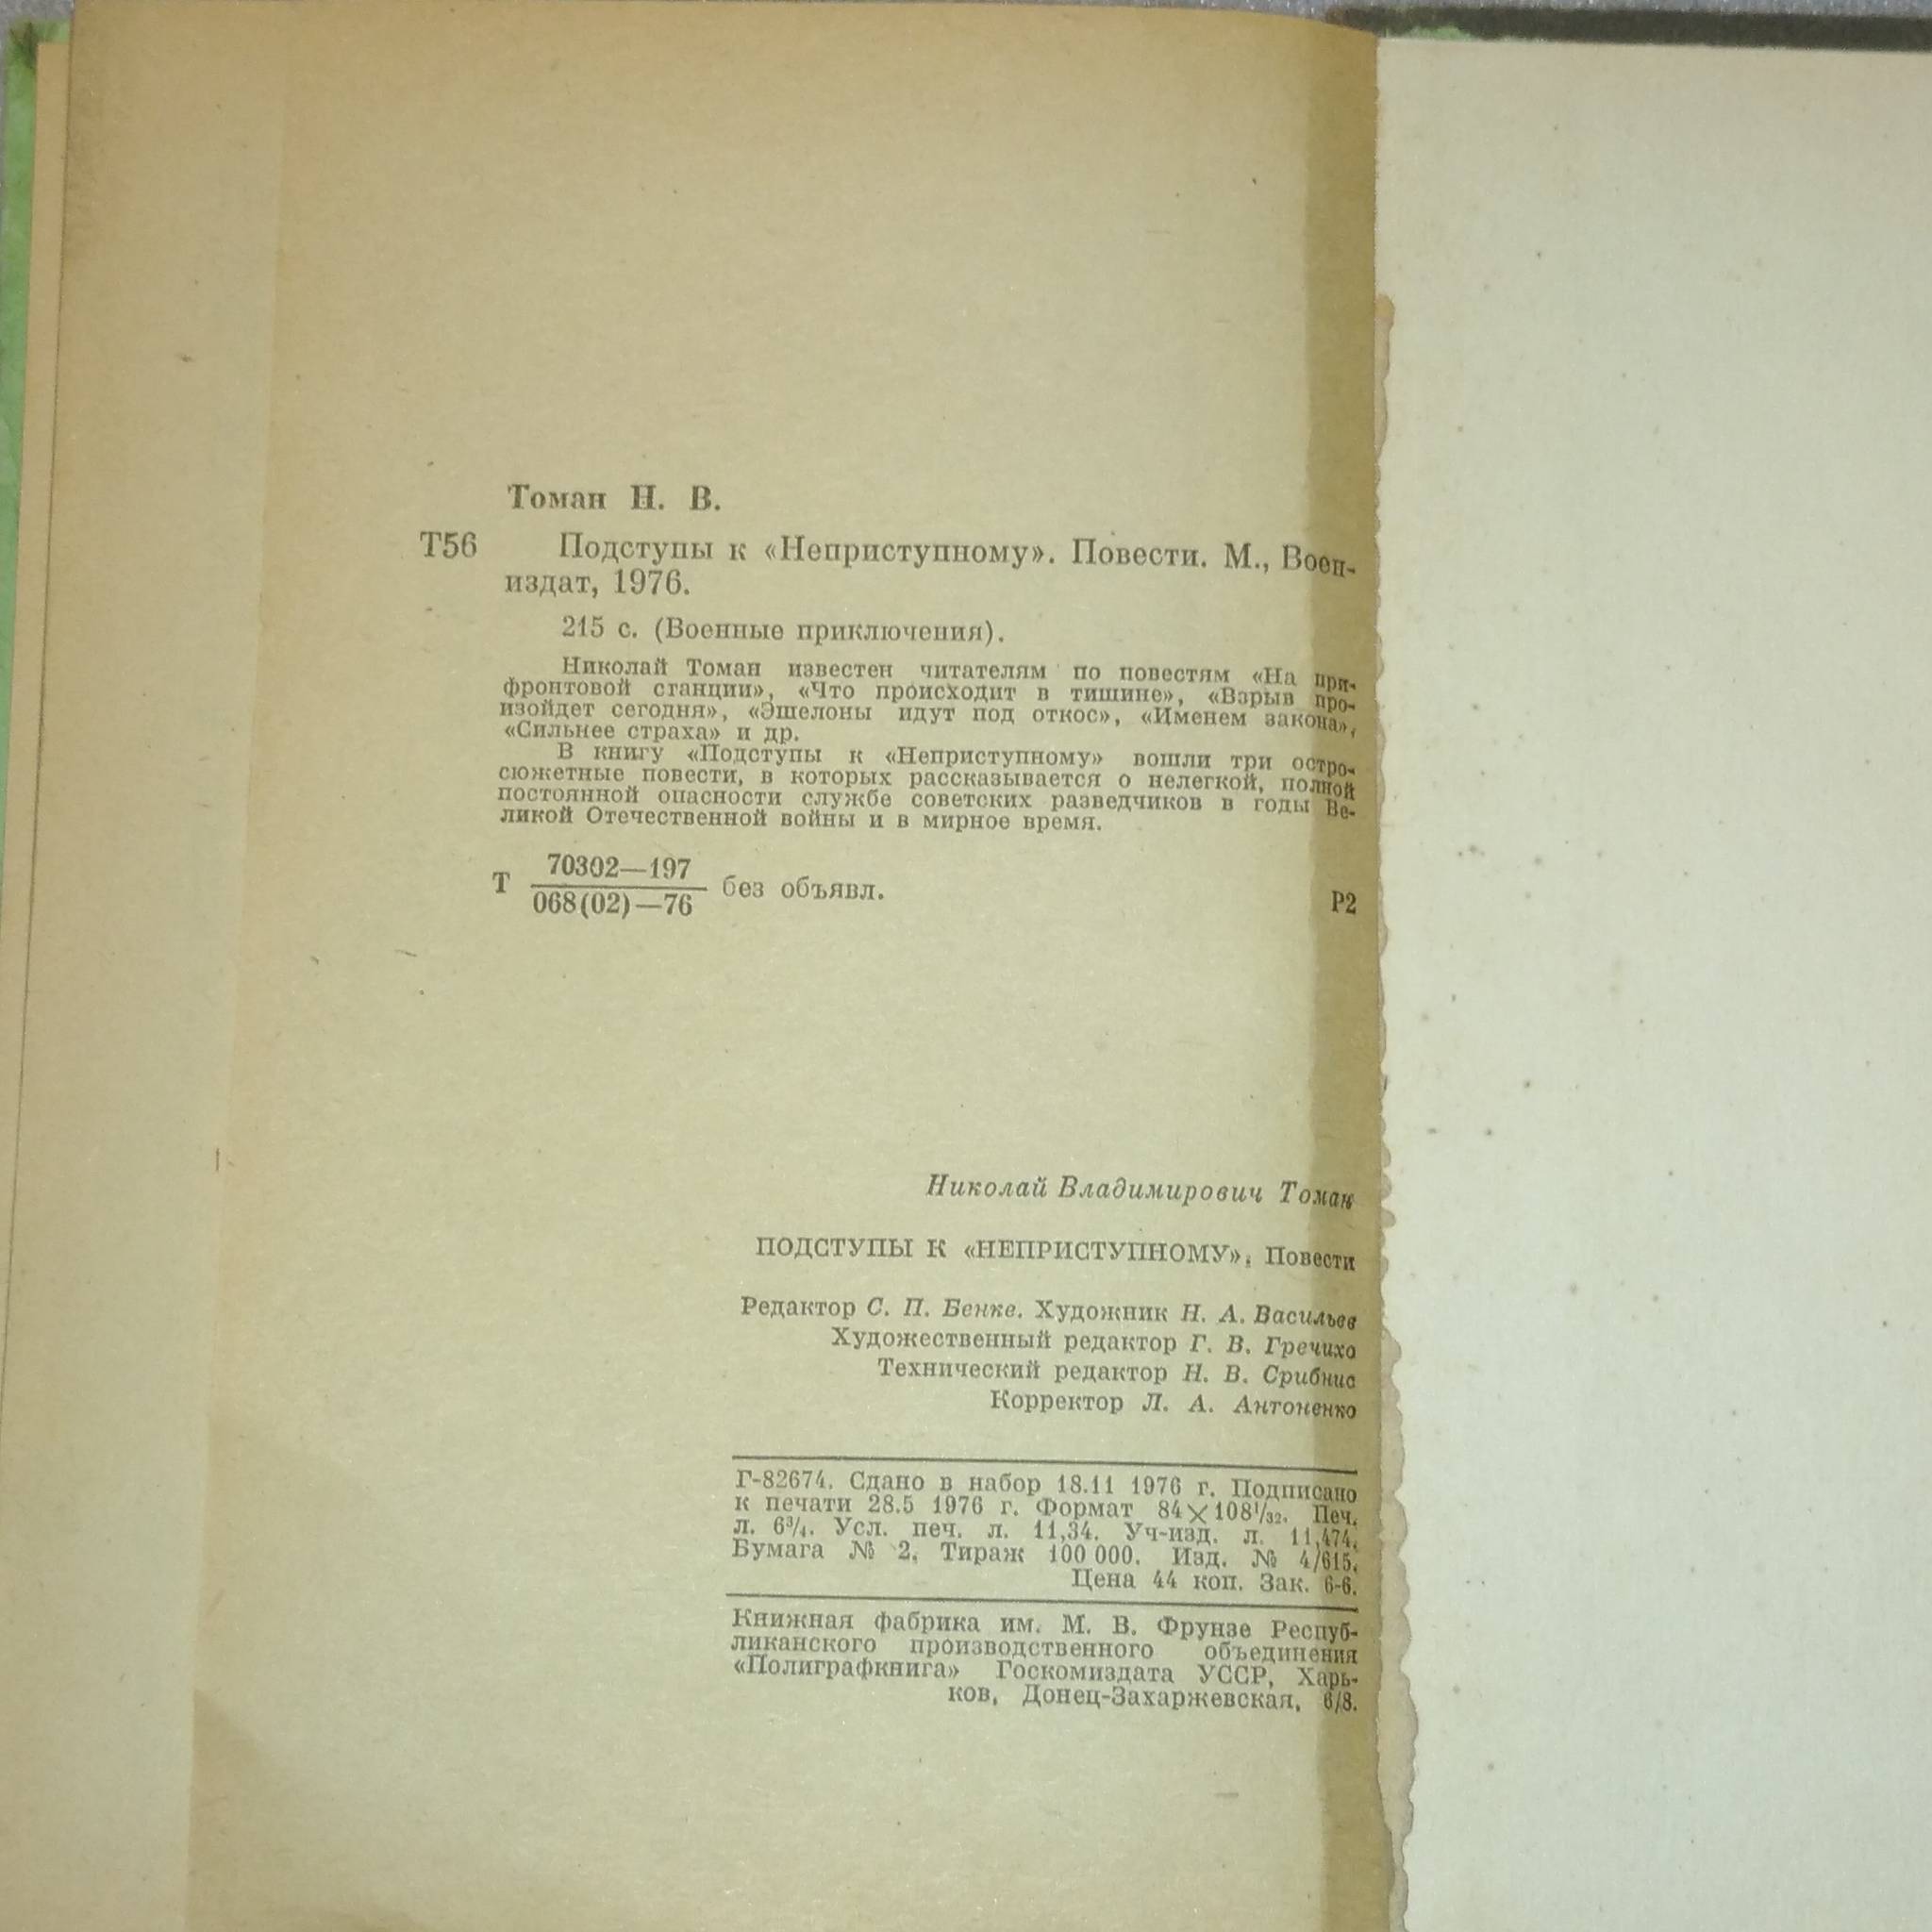 Томан Н. В.
Т56 Подступы к «Неприступному». Повести. М., Воен-
издат, 1976.
215 с. (Военные приключения).
Николай Томан известен читателям по повестям «На при-
фронтовой станции», «Что происходит в тишине», «Взрыв про-
изойдет сегодня», «Эшелоны идут под откос», «Именем закона»,
«Сильнее страха» и др.
В книгу «Подступы к «Неприступному» вошли три остро-
сюжетные повести, в которых рассказывается о нелегкой, полной
постоянной опасности службе советских разведчиков в годы Ве-
ликой Отечественной войны и в мирное время.
70302—197
Т 068(02)—76 без объявл. Р2
Николай Владимирович Томан
ПОДСТУПЫ К «НЕПРИСТУПНОМУ», Повести
Редактор С. П. Бенке. Художник Н. А. Васильев
Художественный редактор Г. В. Гречихо
Технический редактор Н. В. Срибнис
Корректор Л. А. Антоненко
Г-82674. Сдано в набор 18.11 1976 г. Подписано
к печати 28.5 1976 г. Формат 84×108¹/₃₂. Печ.
л. 6³/₄. Усл. печ. л. 11,34. Уч-изд. л. 11,474.
Бумага № 2. Тираж 100 000. Изд. № 4/615.
Цена 44 коп. Зак. 6-6.
Книжная фабрика им. М. В. Фрунзе Респуб-
ликанского производственного объединения
«Полиграфкнига» Госкомиздата УССР, Харь-
ков, Донец-Захаржевская, 6/8.